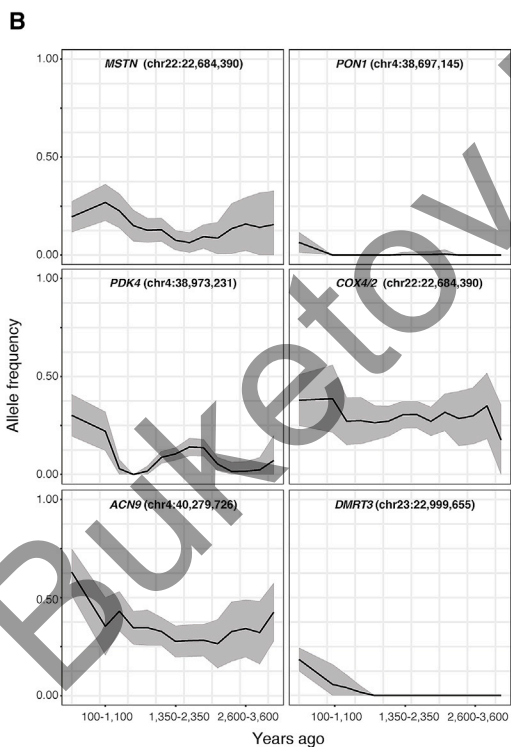 B
MSTN (chr22:22,684,390)
PON1 (chr4:38,697,145)
1.00
0.50
0.00
PDK4 (chr4:38,973,231)
COX4/2 (chr22:22,684,390)
1.00
0.50
0.00
ACN9 (chr4:40,279,726)
DMRT3 (chr23:22,999,655)
1.00
0.50
0.00
Allele frequency
100-1,100 1,350-2,350 2,600-3,600
100-1,100 1,350-2,350 2,600-3,600
Years ago
Buketov